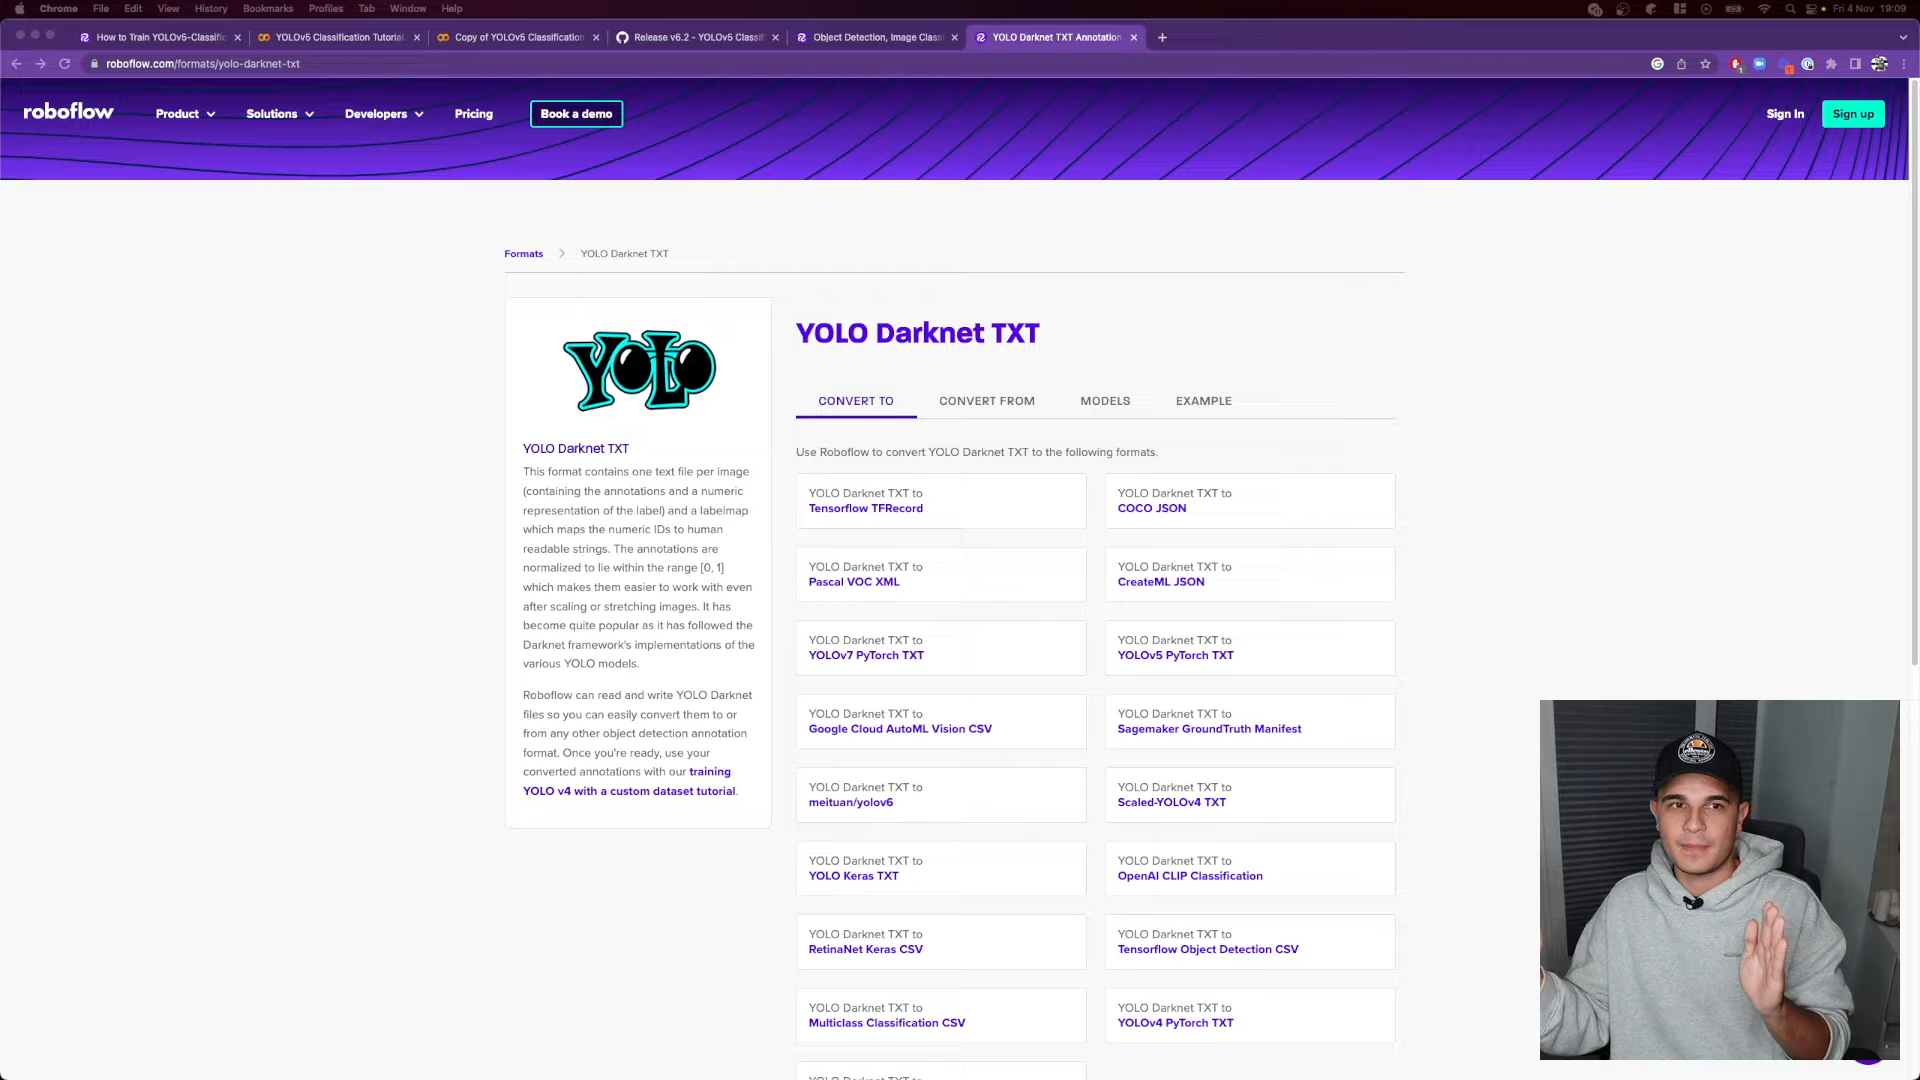 Chrome File Edit View History Bookmarks Profiles Tab Window Help Fri 4 Nov 19:09
How to Train YOLOv5-Classific YOLOv5 Classification Tutorial Copy of YOLOv5 Classification Release v6.2 - YOLOv5 Classif Object Detection, Image Class YOLO Darknet TXT Annotation
roboflow.com/formats/yolo-darknet-txt
roboflow Product Solutions Developers Pricing Book a demo Sign In Sign up
Formats YOLO Darknet TXT
YOLO
YOLO Darknet TXT
This format contains one text file per image
(containing the annotations and a numeric
representation of the label) and a labelmap
which maps the numeric IDs to human
readable strings. The annotations are
normalized to lie within the range [0, 1]
which makes them easier to work with even
after scaling or stretching images. It has
become quite popular as it has followed the
Darknet framework's implementations of the
various YOLO models.
Roboflow can read and write YOLO Darknet
files so you can easily convert them to or
from any other object detection annotation
format. Once you're ready, use your
converted annotations with our training
YOLO v4 with a custom dataset tutorial.
YOLO Darknet TXT
CONVERT TO CONVERT FROM MODELS EXAMPLE
Use Roboflow to convert YOLO Darknet TXT to the following formats.
YOLO Darknet TXT to
Tensorflow TFRecord
YOLO Darknet TXT to
COCO JSON
YOLO Darknet TXT to
Pascal VOC XML
YOLO Darknet TXT to
CreateML JSON
YOLO Darknet TXT to
YOLOv7 PyTorch TXT
YOLO Darknet TXT to
YOLOv5 PyTorch TXT
YOLO Darknet TXT to
Google Cloud AutoML Vision CSV
YOLO Darknet TXT to
Sagemaker GroundTruth Manifest
YOLO Darknet TXT to
meituan/yolov6
YOLO Darknet TXT to
Scaled-YOLOv4 TXT
YOLO Darknet TXT to
YOLO Keras TXT
YOLO Darknet TXT to
OpenAI CLIP Classification
YOLO Darknet TXT to
RetinaNet Keras CSV
YOLO Darknet TXT to
Tensorflow Object Detection CSV
YOLO Darknet TXT to
Multiclass Classification CSV
YOLO Darknet TXT to
YOLOv4 PyTorch TXT
YOLO Darknet TXT to